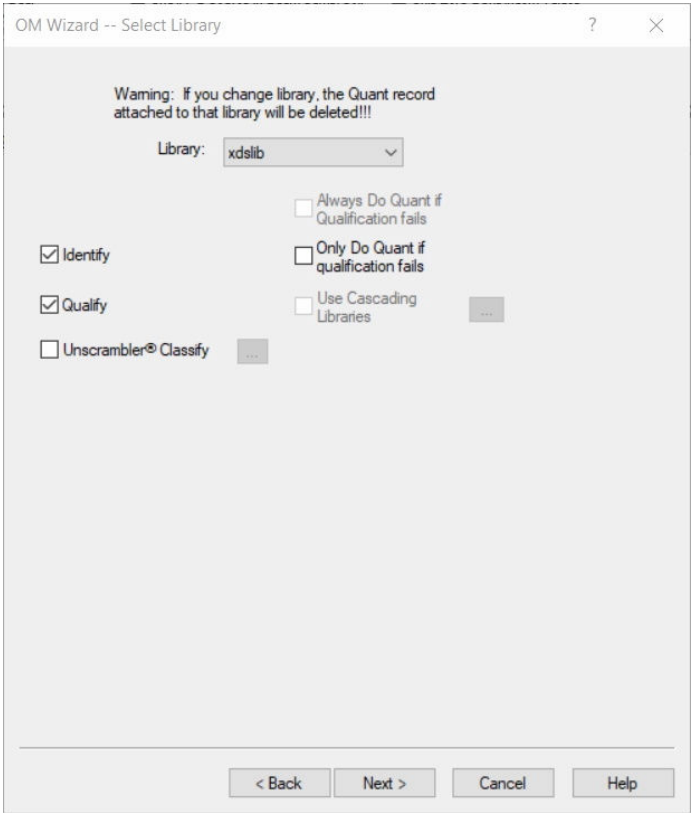 OM Wizard -- Select Library
?
Warning: If you change library, the Quant record
attached to that library will be deleted!!!
Library:
xdslib
Always Do Quant if
Qualification fails
Identify
Only Do Quant if
qualification fails
Qualify
Use Cascading
Libraries
...
Unscrambler® Classify
...
< Back
Next >
Cancel
Help